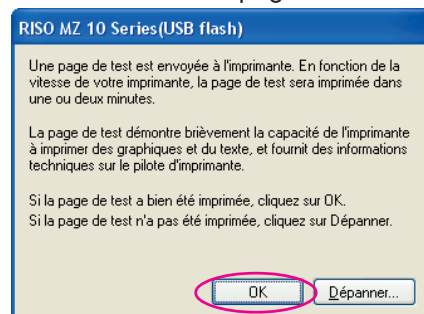 RISO MZ 10 Series(USB flash)
Une page de test est envoyée à l'imprimante. En fonction de la
vitesse de votre imprimante, la page de test sera imprimée dans
une ou deux minutes.
La page de test démontre brièvement la capacité de l'imprimante
à imprimer des graphiques et du texte, et fournit des informations
techniques sur le pilote d'imprimante.
Si la page de test a bien été imprimée, cliquez sur OK.
Si la page de test n'a pas été imprimée, cliquez sur Dépanner.
OK Dépanner...